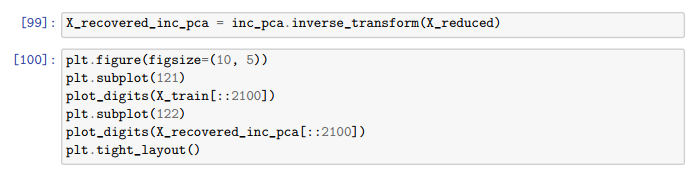 [99]: X_recovered_inc_pca = inc_pca.inverse_transform(X_reduced)
[100]: plt.figure(figsize=(10, 5))
plt.subplot(121)
plot_digits(X_train[::2100])
plt.subplot(122)
plot_digits(X_recovered_inc_pca[::2100])
plt.tight_layout()